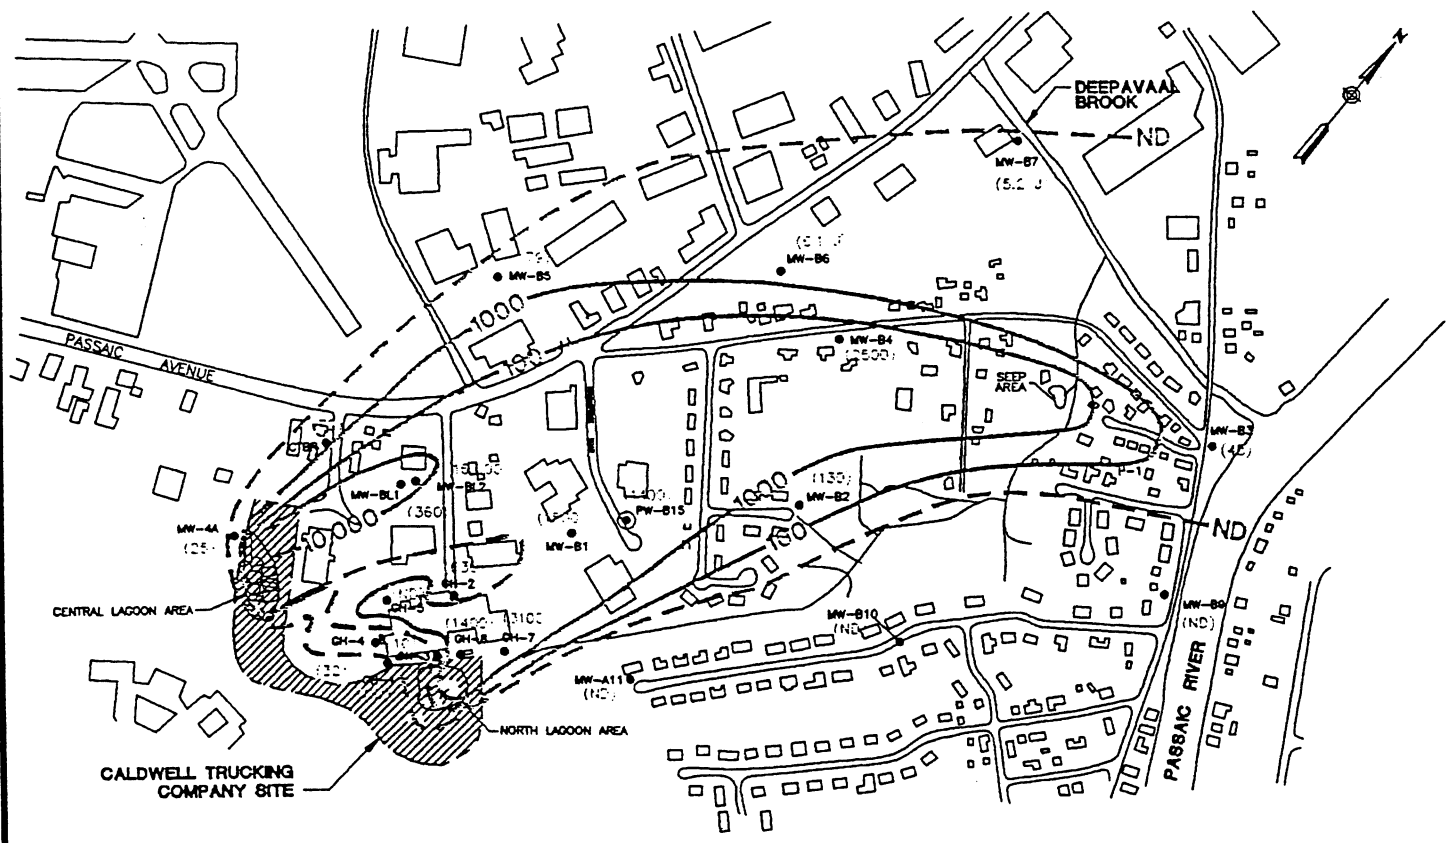 N
DEEPAVAAL
BROOK
ND
MW-B7
MW-B6
MW-B5
1000
PASSAIC
AVENUE
100
MW-B4
SEEP
AREA
MW-B3
MW-BL1
MW-BL2
(360)
10000
(130)
MW-B2
1000
PW-B15
P-1
MW-4A
MW-B1
100
ND
CH-2
CENTRAL LAGOON AREA
MW-B9
(ND)
MW-B10
CH-4
CH-7
MW-A11
(ND)
NORTH LAGOON AREA
PASSAIC RIVER
CALDWELL TRUCKING
COMPANY SITE